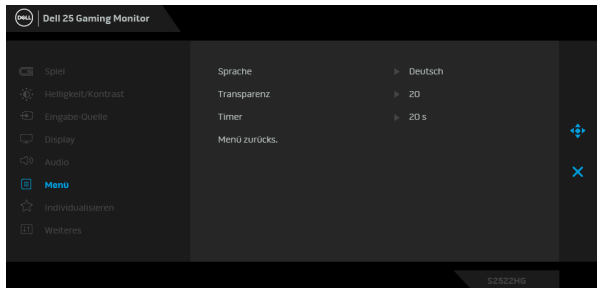 DELL Dell 25 Gaming Monitor
Spiel
Helligkeit/Kontrast
Eingabe-Quelle
Display
Audio
Menü
Individualisieren
Weiteres
Sprache Deutsch
Transparenz 20
Timer 20 s
Menü zurücks.
S2522HG